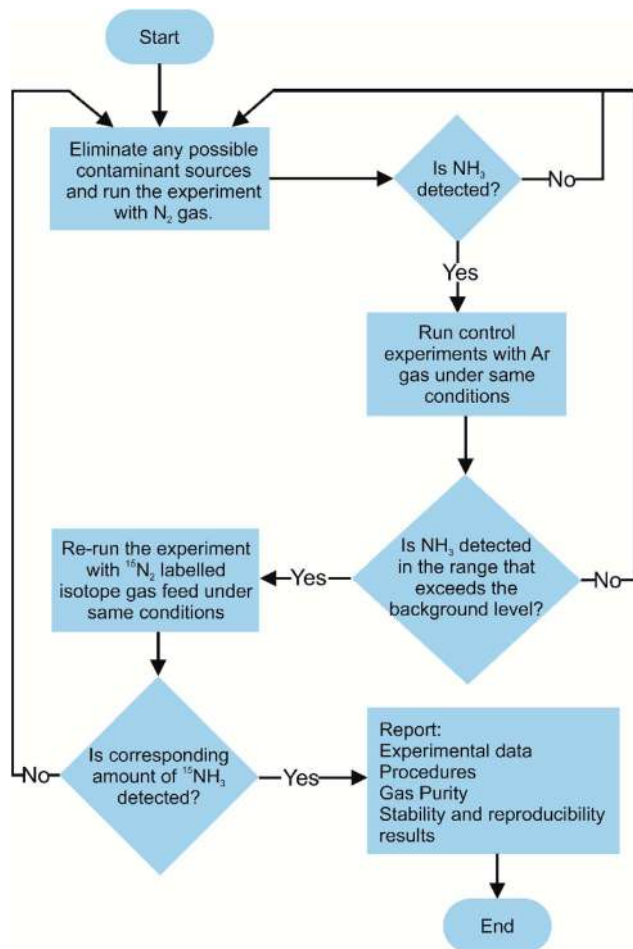 Start
Eliminate any possible
contaminant sources
and run the experiment
with N₂ gas.
Is NH₃
detected?
No
Yes
Run control
experiments with Ar
gas under same
conditions
Is NH₃ detected
in the range that
exceeds the
background level?
No
Yes
Re-run the experiment
with ¹⁵N₂ labelled
isotope gas feed under
same conditions
Is corresponding
amount of ¹⁵NH₃
detected?
No
Yes
Report:
Experimental data
Procedures
Gas Purity
Stability and reproducibility
results
End